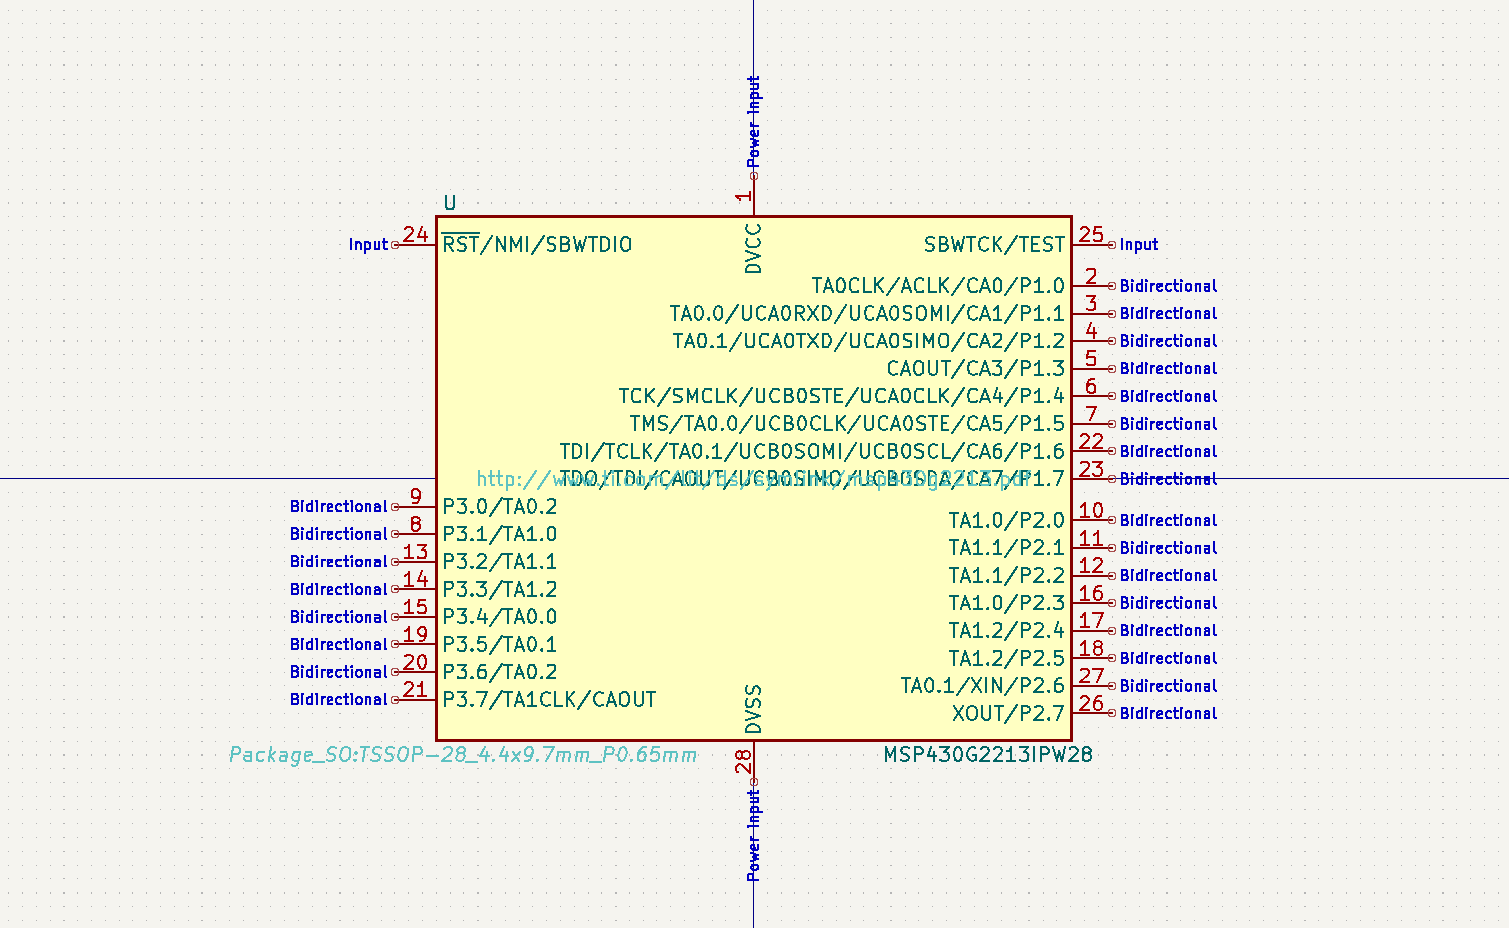 Power Input
1
U
DVCC
Input 24 RST/NMI/SBWTDIO
SBWTCK/TEST 25 Input
TA0CLK/ACLK/CA0/P1.0 2 Bidirectional
TA0.0/UCA0RXD/UCA0SOMI/CA1/P1.1 3 Bidirectional
TA0.1/UCA0TXD/UCA0SIMO/CA2/P1.2 4 Bidirectional
CAOUT/CA3/P1.3 5 Bidirectional
TCK/SMCLK/UCB0STE/UCA0CLK/CA4/P1.4 6 Bidirectional
TMS/TA0.0/UCB0CLK/UCA0STE/CA5/P1.5 7 Bidirectional
TDI/TCLK/TA0.1/UCB0SOMI/UCB0SCL/CA6/P1.6 22 Bidirectional
TDO/TDI/CAOUT/UCB0SIMO/UCB0SDA/CA7/P1.7 23 Bidirectional
http://www.ti.com/lit/ds/symlink/msp430g2213.pdf
Bidirectional 9 P3.0/TA0.2
Bidirectional 8 P3.1/TA1.0
Bidirectional 13 P3.2/TA1.1
Bidirectional 14 P3.3/TA1.2
Bidirectional 15 P3.4/TA0.0
Bidirectional 19 P3.5/TA0.1
Bidirectional 20 P3.6/TA0.2
Bidirectional 21 P3.7/TA1CLK/CAOUT
TA1.0/P2.0 10 Bidirectional
TA1.1/P2.1 11 Bidirectional
TA1.1/P2.2 12 Bidirectional
TA1.0/P2.3 16 Bidirectional
TA1.2/P2.4 17 Bidirectional
TA1.2/P2.5 18 Bidirectional
TA0.1/XIN/P2.6 27 Bidirectional
XOUT/P2.7 26 Bidirectional
DVSS
Package_SO:TSSOP-28_4.4x9.7mm_P0.65mm
MSP430G2213IPW28
28
Power Input